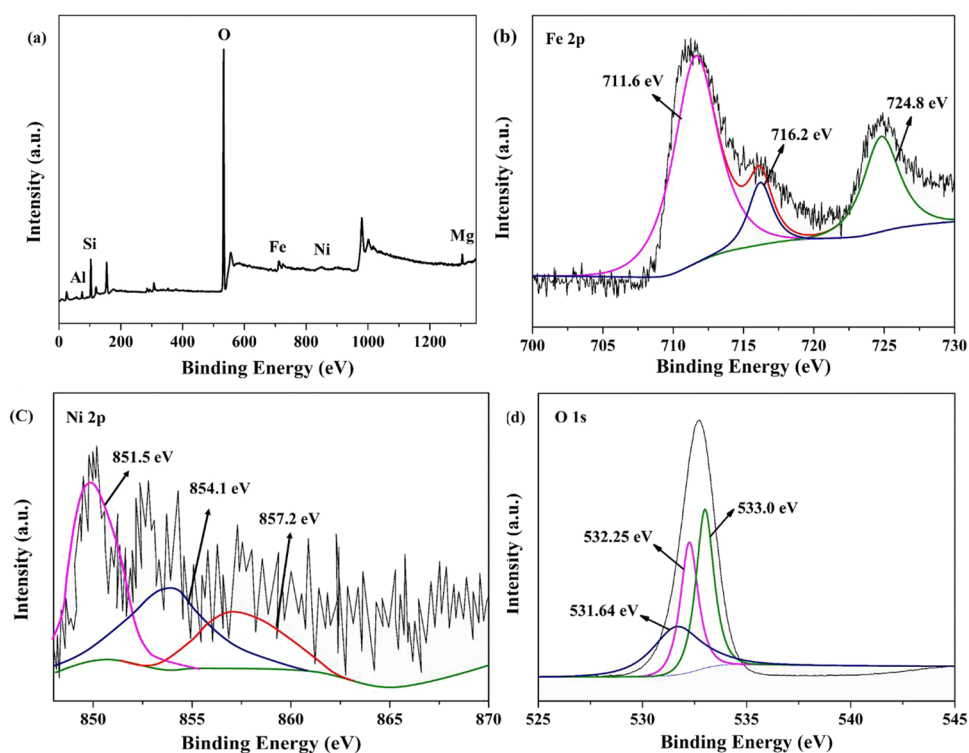 (a)
O
Si
Al
Fe
Ni
Mg
Intensity (a.u.)
0 200 400 600 800 1000 1200
Binding Energy (eV)
(b)
Fe 2p
711.6 eV
716.2 eV
724.8 eV
Intensity (a.u.)
700 705 710 715 720 725 730
Binding Energy (eV)
(C)
Ni 2p
851.5 eV
854.1 eV
857.2 eV
Intensity (a.u.)
850 855 860 865 870
Binding Energy (eV)
(d)
O 1s
533.0 eV
532.25 eV
531.64 eV
Intensity (a.u.)
525 530 535 540 545
Binding Energy (eV)